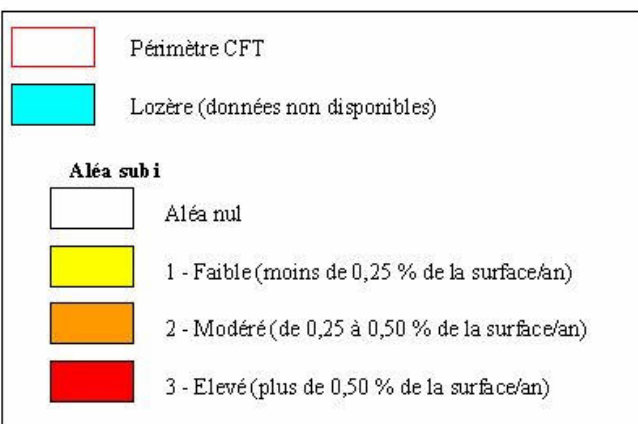 Périmètre CFT
Lozère (données non disponibles)
Aléa subi
Aléa nul
1 - Faible (moins de 0,25 % de la surface/an)
2 - Modéré (de 0,25 à 0,50 % de la surface/an)
3 - Elevé (plus de 0,50 % de la surface/an)